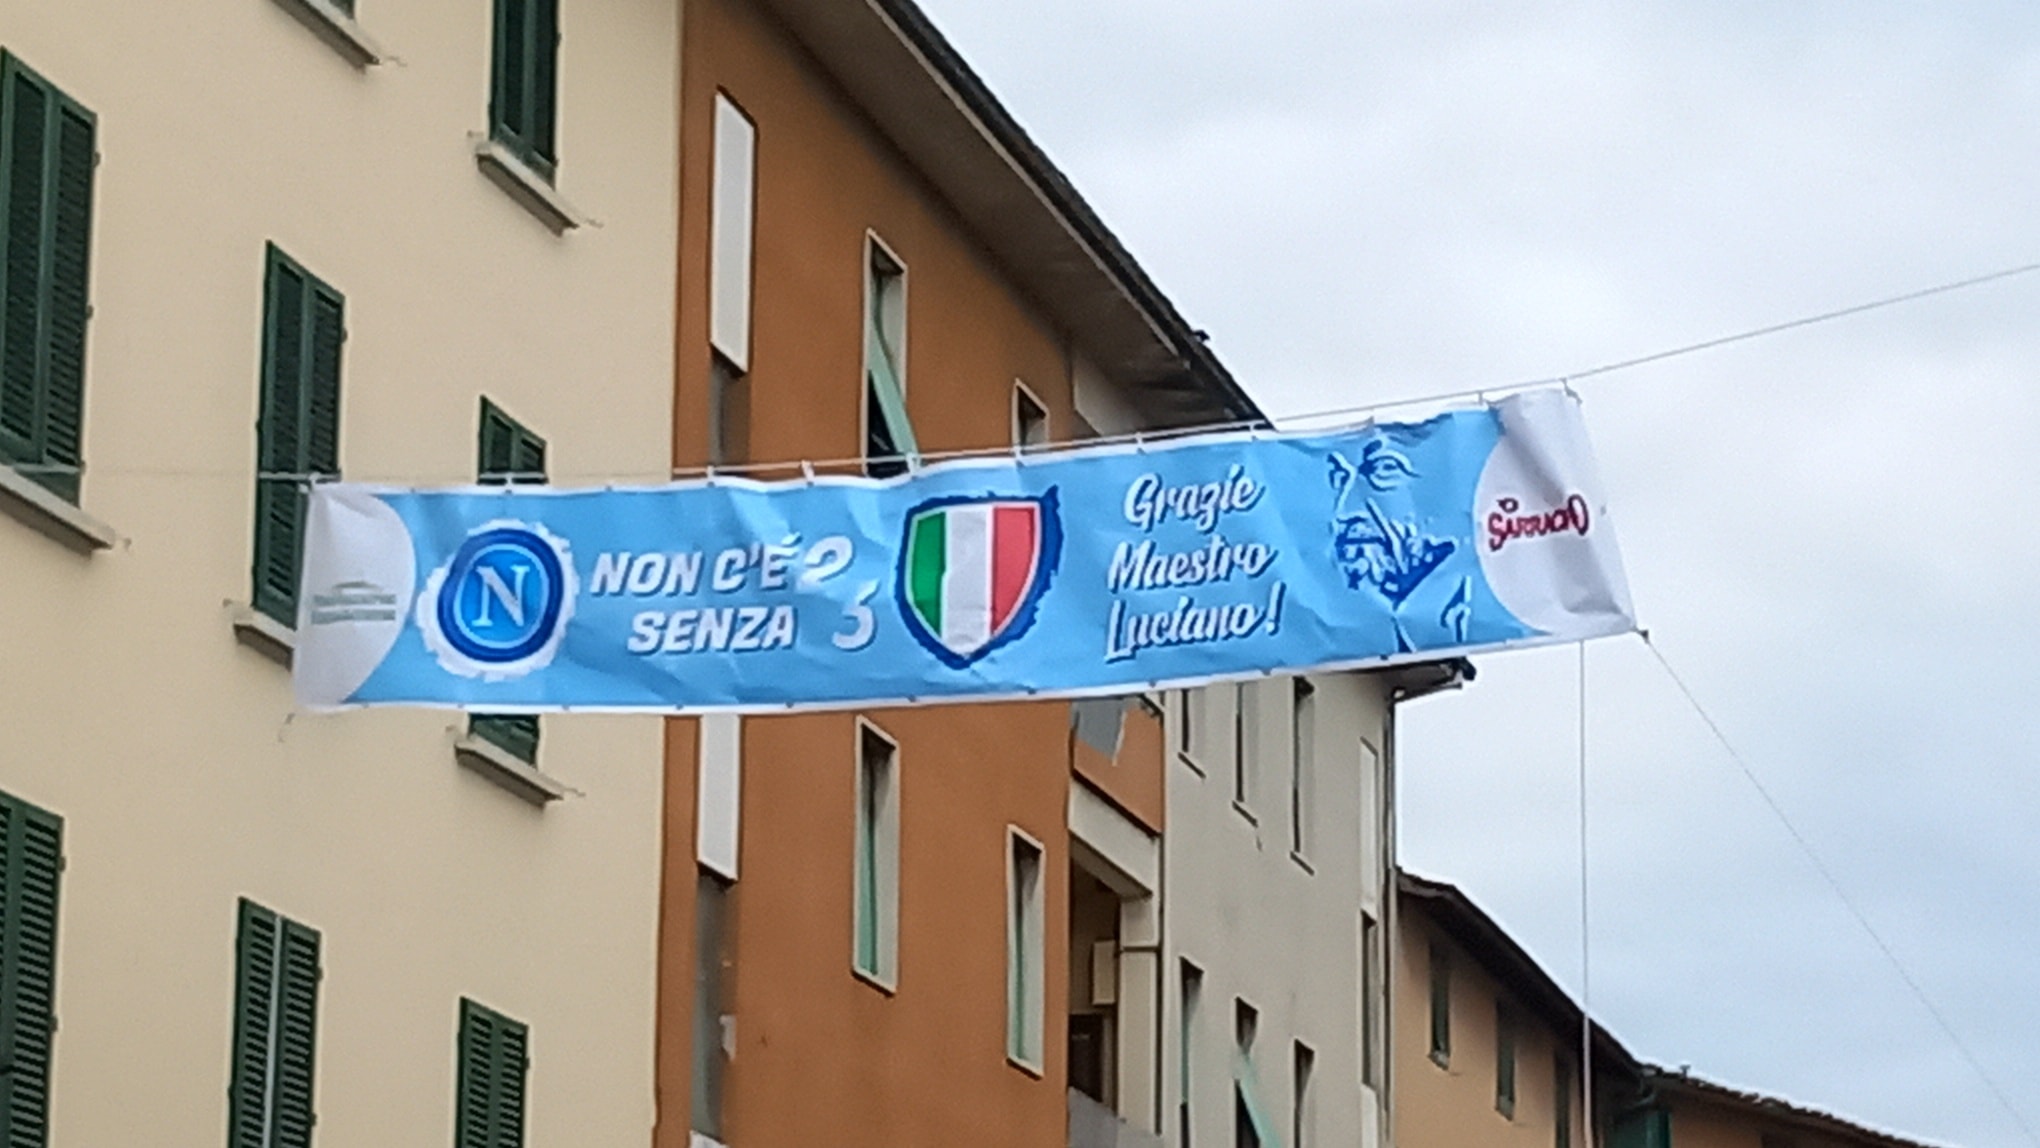 N
NON C'É 2
SENZA 3
Grazie
Maestro
Luciano!